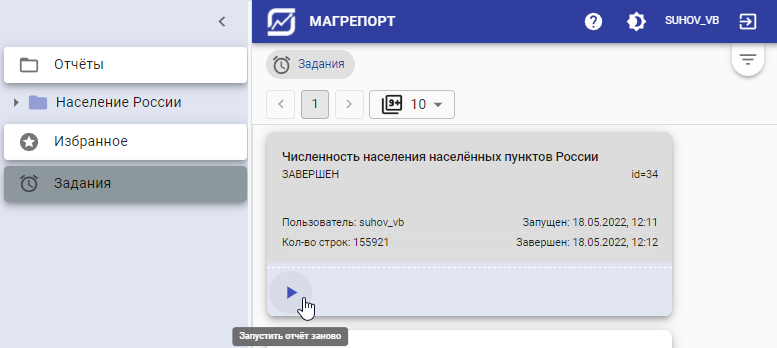 МАГРЕПОРТ
SUHOV_VB
Отчёты
Население России
Избранное
Задания
Задания
1
9+ 10
Численность населения населённых пунктов России
ЗАВЕРШЕН id=34
Пользователь: suhov_vb Запущен: 18.05.2022, 12:11
Кол-во строк: 155921 Завершен: 18.05.2022, 12:12
Запустить отчёт заново